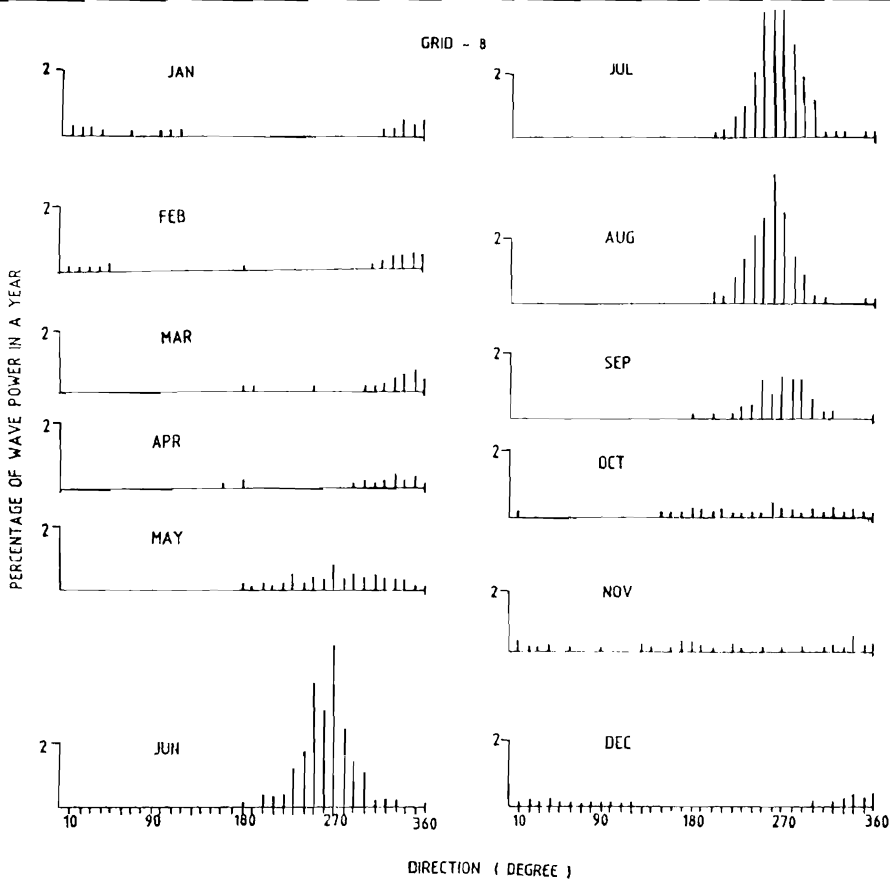 GRID - 8
PERCENTAGE OF WAVE POWER IN A YEAR
2
JAN
2
FEB
2
MAR
2
APR
2
MAY
2
JUN
10 90 180 270 360
2
JUL
2
AUG
2
SEP
2
OCT
2
NOV
2
DEC
10 90 180 270 360
DIRECTION ( DEGREE )